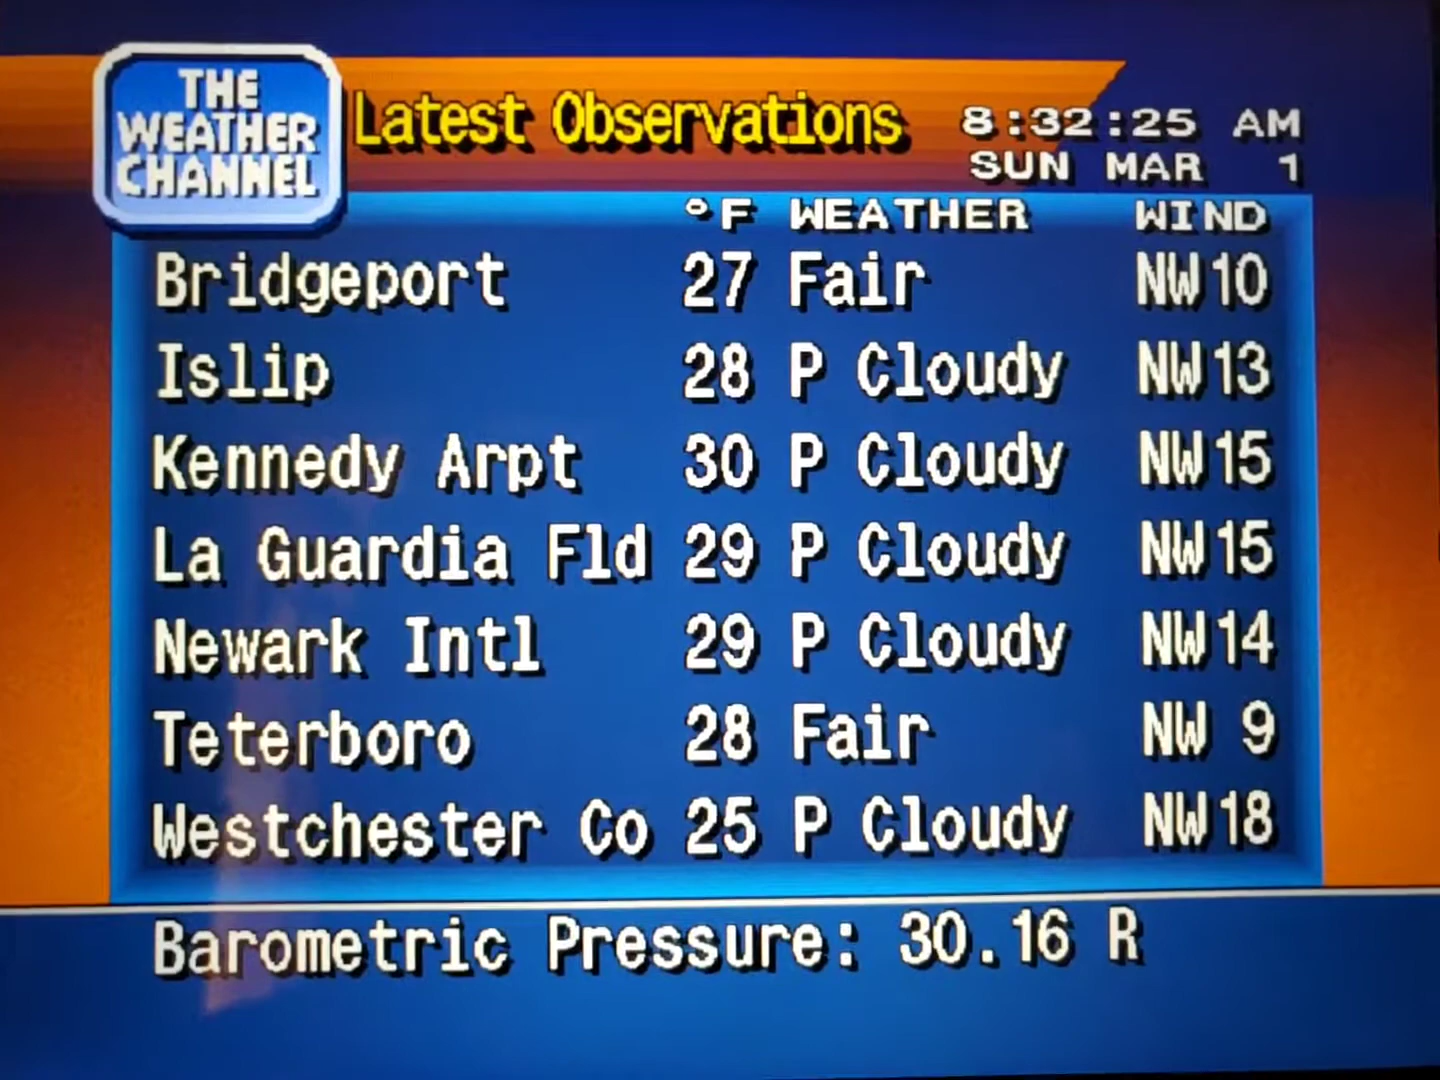 THE
WEATHER
CHANNEL
Latest Observations
8:32:25 AM
SUN MAR 1
°F WEATHER WIND
Bridgeport 27 Fair NW10
Islip 28 P Cloudy NW13
Kennedy Arpt 30 P Cloudy NW15
La Guardia Fld 29 P Cloudy NW15
Newark Intl 29 P Cloudy NW14
Teterboro 28 Fair NW 9
Westchester Co 25 P Cloudy NW18
Barometric Pressure: 30.16 R